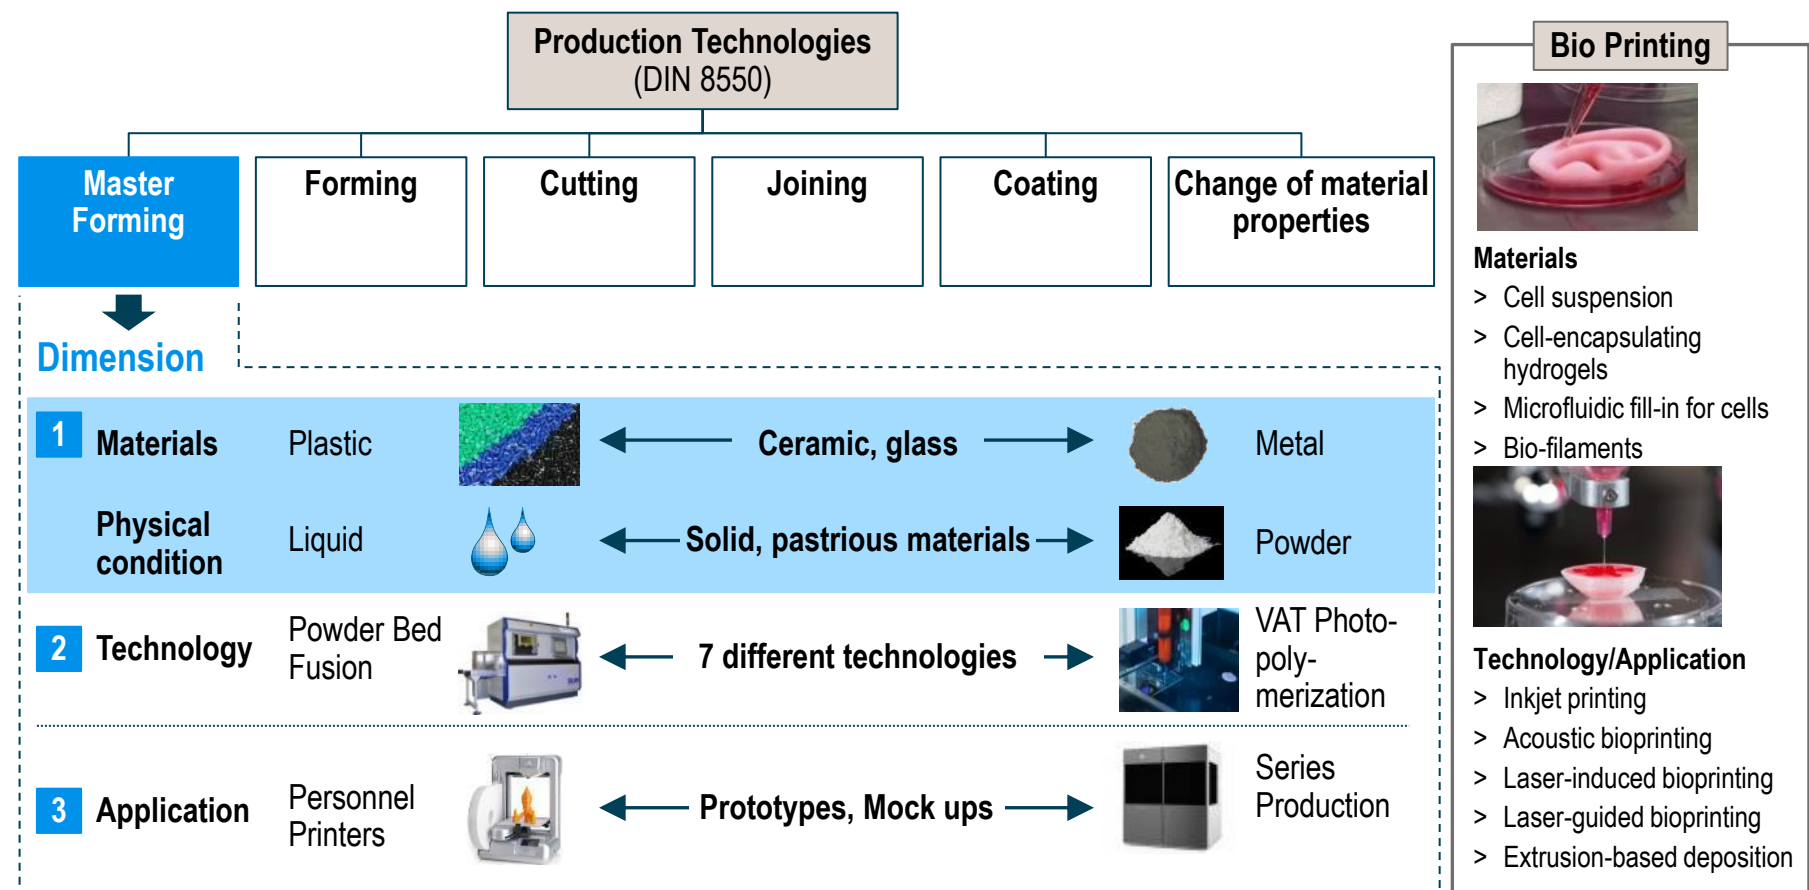 Production Technologies
(DIN 8550)
Master
Forming
Forming
Cutting
Joining
Coating
Change of material
properties
Dimension
1
Materials
Plastic
Ceramic, glass
Metal
Physical
condition
Liquid
Solid, pastrious materials
Powder
2
Technology
Powder Bed
Fusion
7 different technologies
VAT Photo-
poly-
merization
3
Application
Personnel
Printers
Prototypes, Mock ups
Series
Production
Bio Printing
Materials
> Cell suspension
> Cell-encapsulating
hydrogels
> Microfluidic fill-in for cells
> Bio-filaments
Technology/Application
> Inkjet printing
> Acoustic bioprinting
> Laser-induced bioprinting
> Laser-guided bioprinting
> Extrusion-based deposition